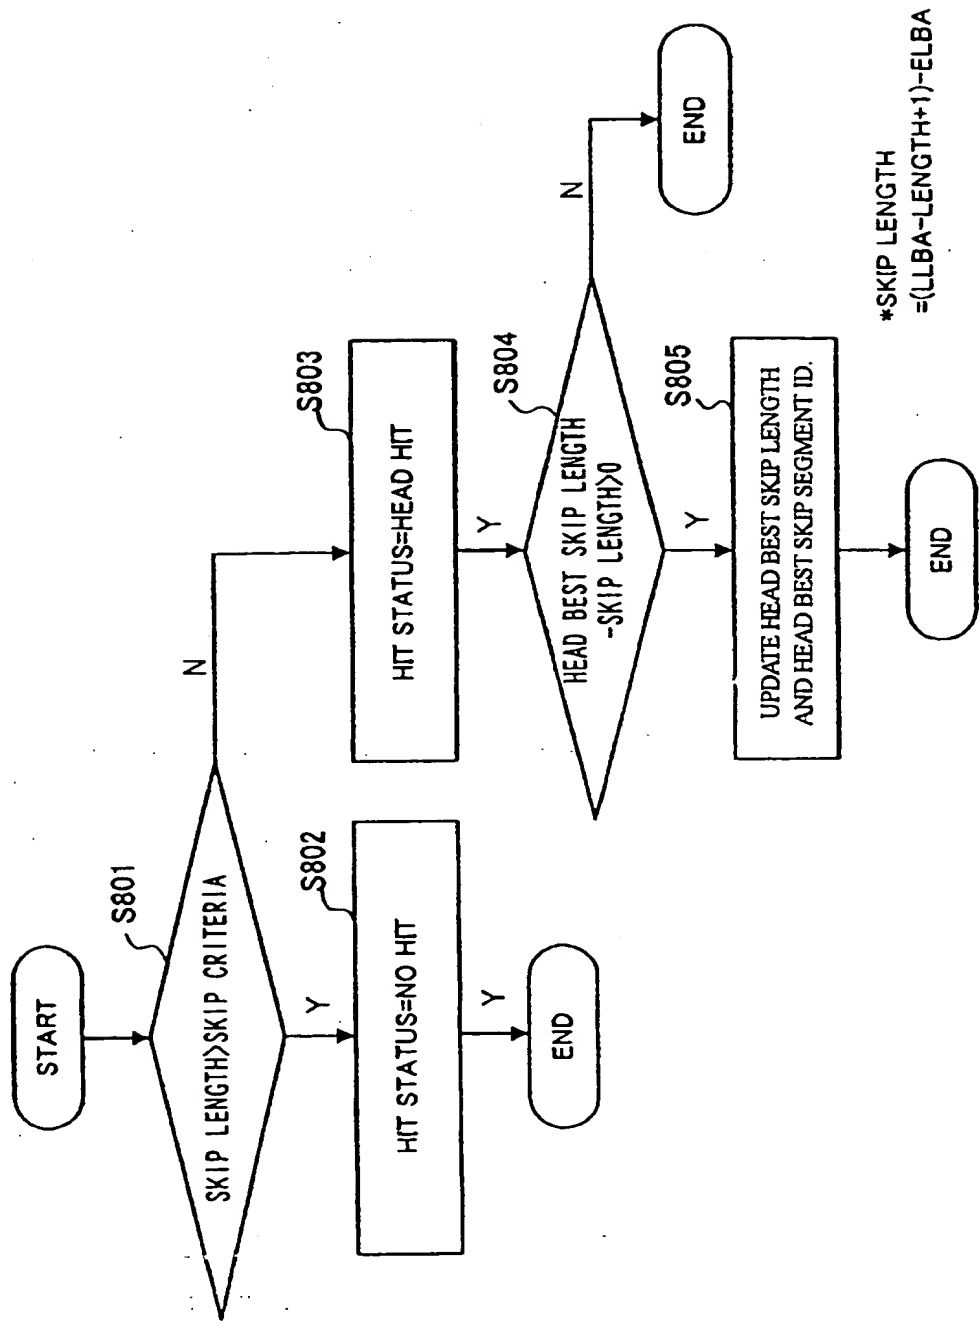 START
S801
SKIP LENGTH>SKIP CRITERIA
N
Y
S802
HIT STATUS=NO HIT
Y
END
S803
HIT STATUS=HEAD HIT
Y
S804
HEAD BEST SKIP LENGTH
-SKIP LENGTH>0
N
END
Y
S805
UPDATE HEAD BEST SKIP LENGTH
AND HEAD BEST SKIP SEGMENT ID.
END
*SKIP LENGTH
=(LLBA-LENGTH+1)-ELBA